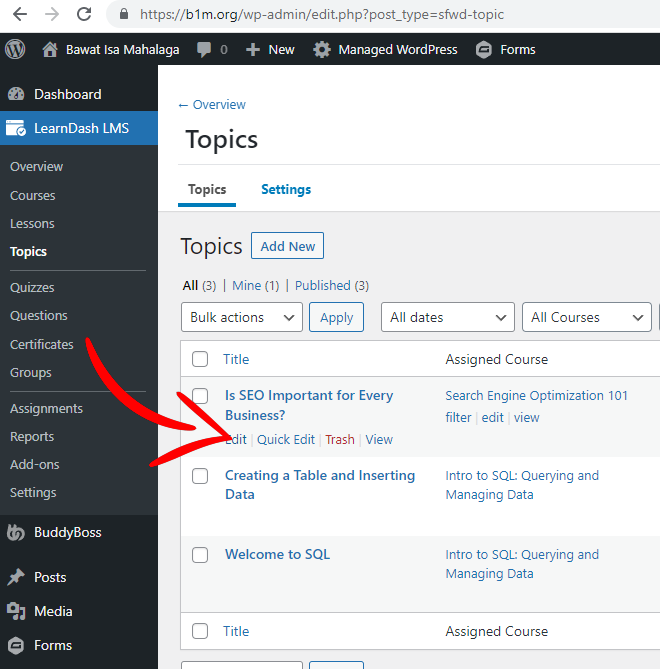 https://b1m.org/wp-admin/edit.php?post_type=sfwd-topic
Bawat Isa Mahalaga 0 New Managed WordPress Forms
Dashboard
LearnDash LMS
Overview
Courses
Lessons
Topics
Quizzes
Questions
Certificates
Groups
Assignments
Reports
Add-ons
Settings
BuddyBoss
Posts
Media
Forms
← Overview
Topics
Topics Settings
Topics Add New
All (3) | Mine (1) | Published (3)
Bulk actions Apply All dates All Courses
Title Assigned Course
Is SEO Important for Every
Business?
Edit | Quick Edit | Trash | View
Search Engine Optimization 101
filter | edit | view
Creating a Table and Inserting
Data
Intro to SQL: Querying and
Managing Data
Welcome to SQL
Intro to SQL: Querying and
Managing Data
Title Assigned Course